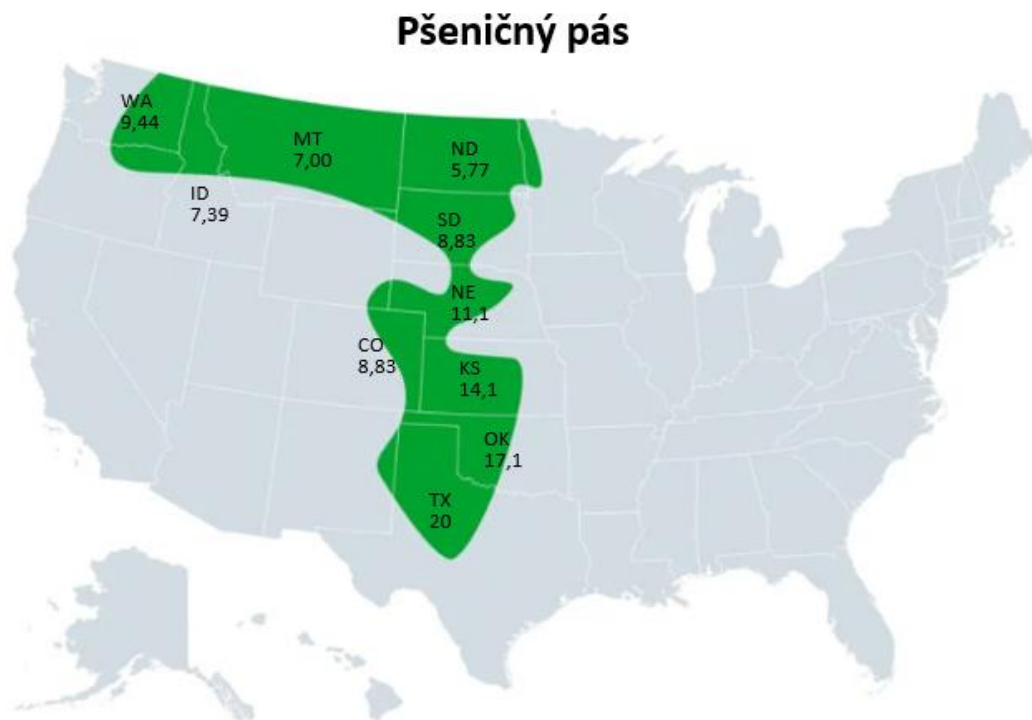 Pšeničný pás
WA
9,44
MT
7,00
ND
5,77
ID
7,39
SD
8,83
NE
11,1
CO
8,83
KS
14,1
OK
17,1
TX
20